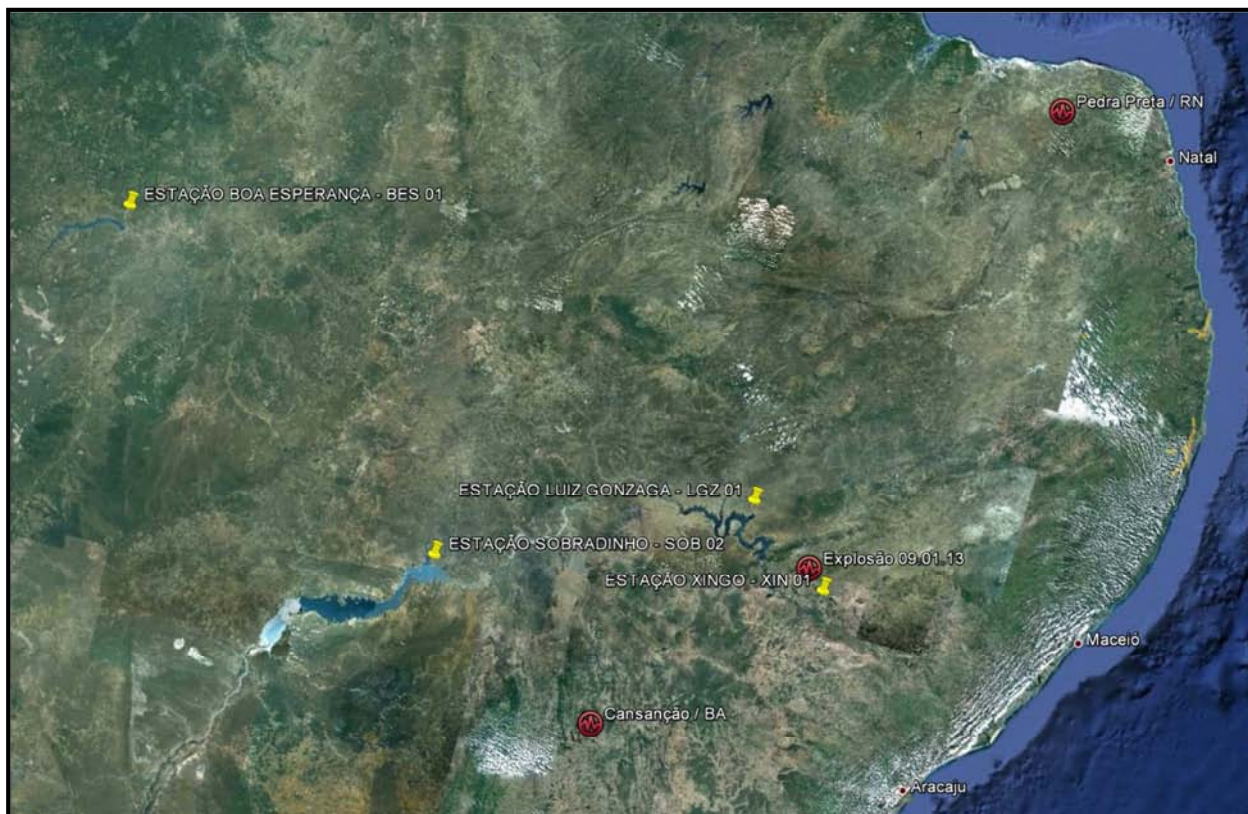 Pedra Preta / RN
Natal
ESTAÇÃO BOA ESPERANÇA - BES 01
ESTAÇÃO LUIZ GONZAGA - LGZ 01
ESTAÇÃO SOBRADINHO - SOB 02
Explosão 09.01.13
ESTAÇÃO XINGO - XIN 01
Maceió
Cansanção / BA
Aracaju